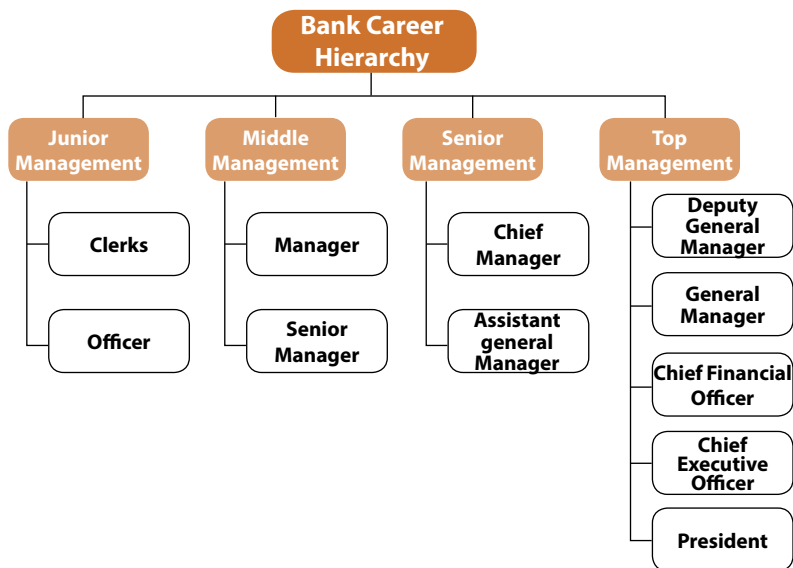 Bank Career
Hierarchy
Junior
Management
Clerks
Officer
Middle
Management
Manager
Senior
Manager
Senior
Management
Chief
Manager
Assistant
general
Manager
Top
Management
Deputy
General
Manager
General
Manager
Chief Financial
Officer
Chief
Executive
Officer
President